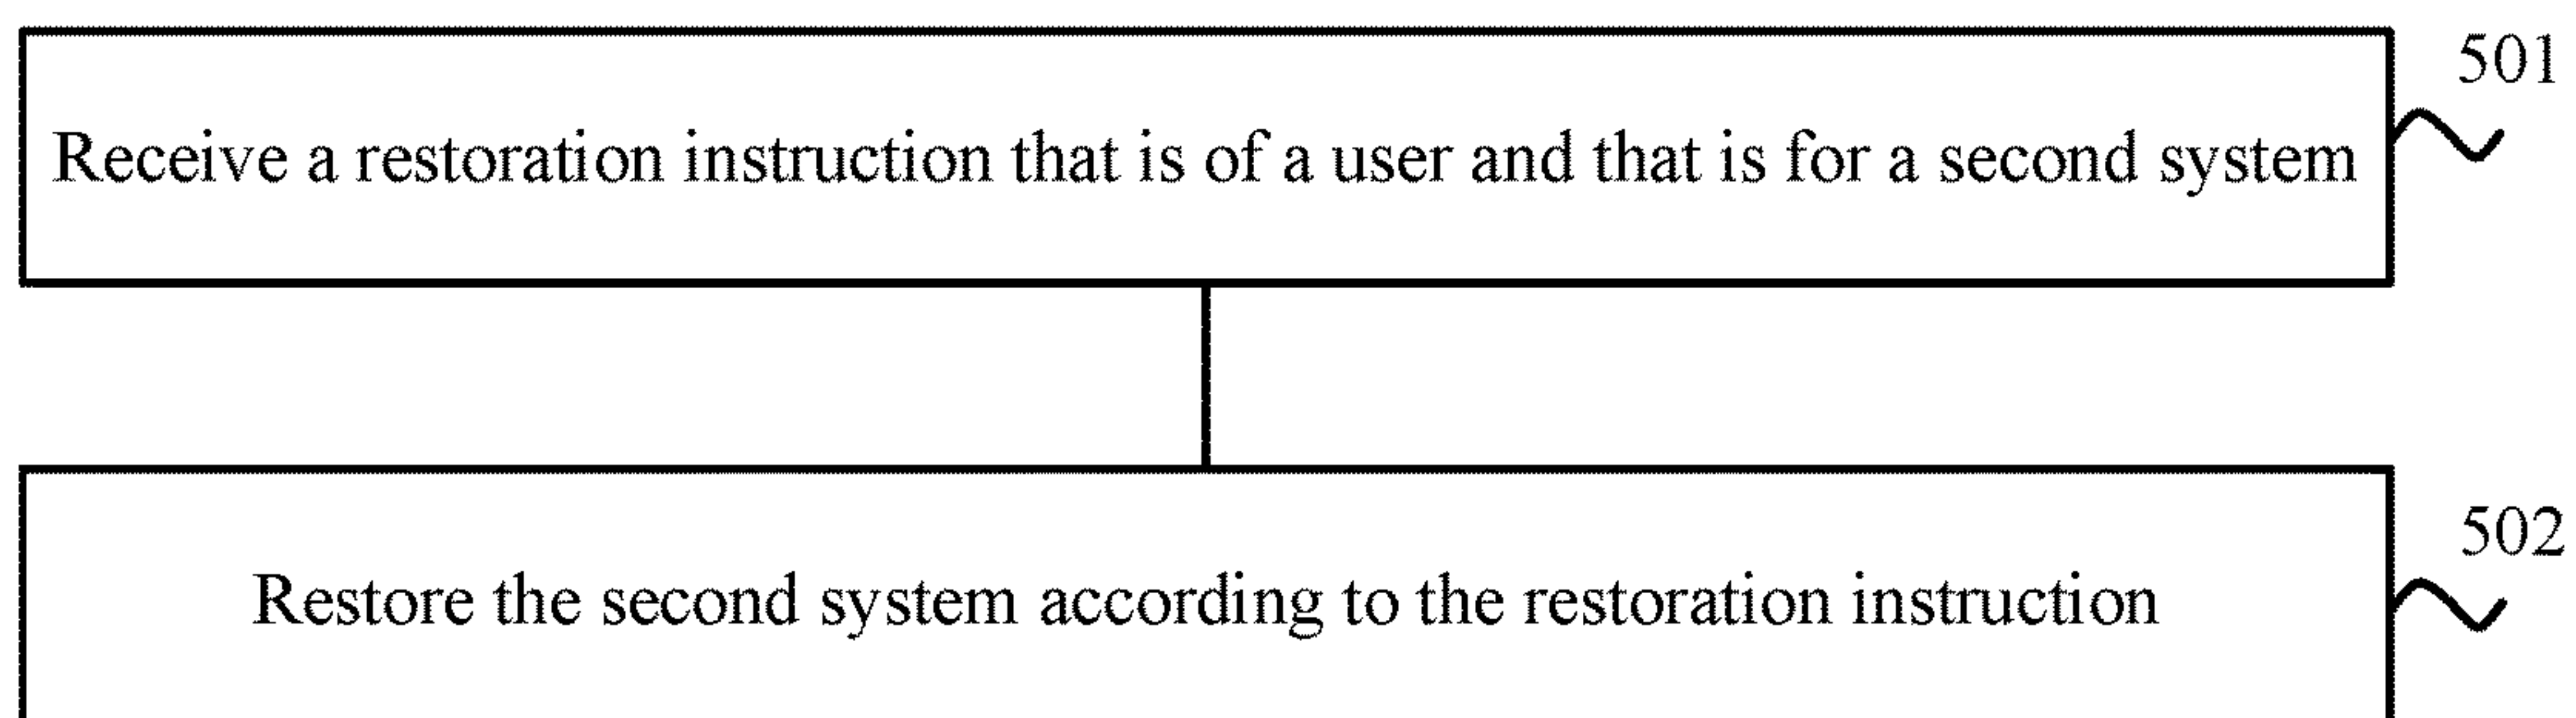 501
Receive a restoration instruction that is of a user and that is for a second system
502
Restore the second system according to the restoration instruction